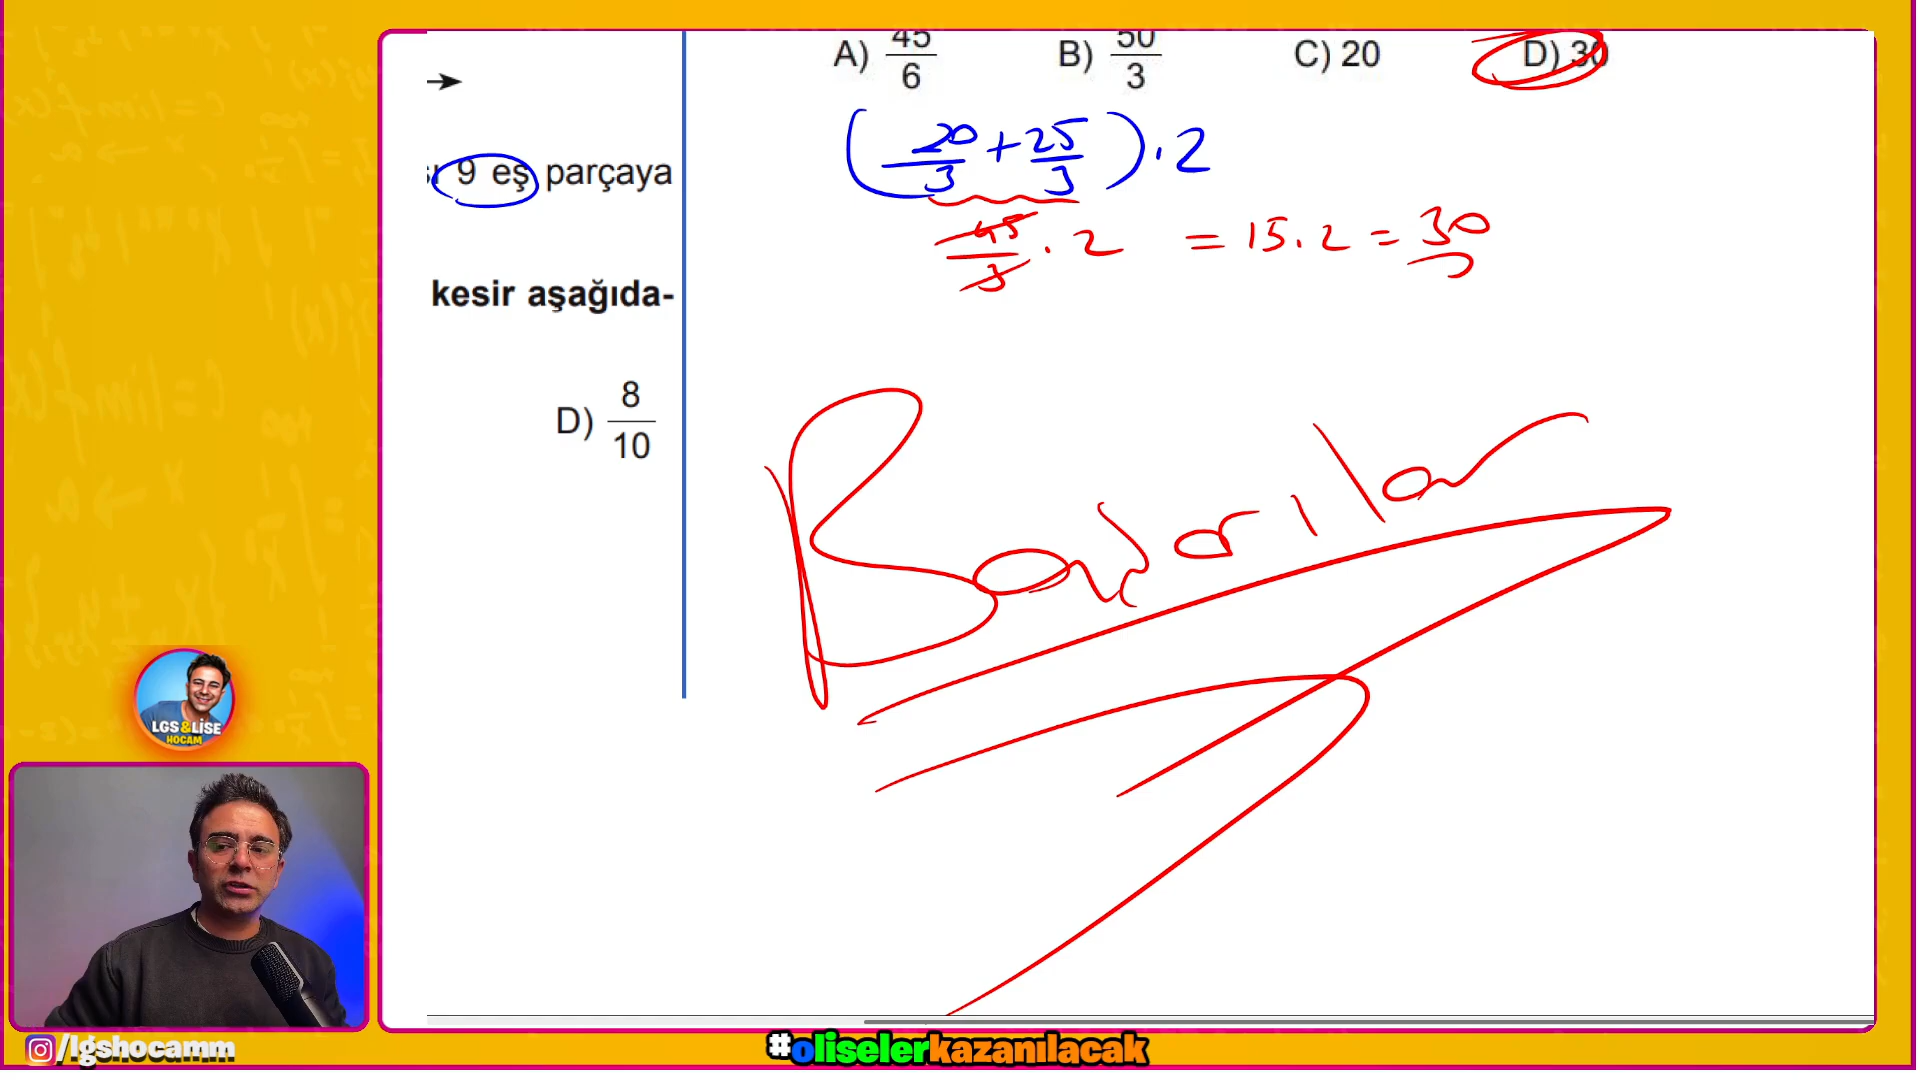 ı 9 eş parçaya
kesir aşağıda-
D) 8/10
A) 45/6 B) 50/3 C) 20 D) 30
(20/3 + 25/3) . 2
45/3 . 2 = 15 . 2 = 30
Başarılar
LGS&LİSE
HOCAM
/lgshocamm
#oliselerkazanılacak